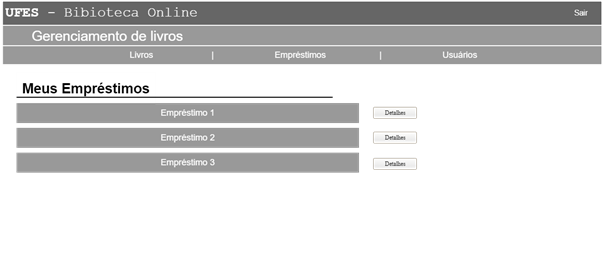 UFES - Bibioteca Online Sair
Gerenciamento de livros
Livros | Empréstimos | Usuários
Meus Empréstimos
Empréstimo 1 Detalhes
Empréstimo 2 Detalhes
Empréstimo 3 Detalhes